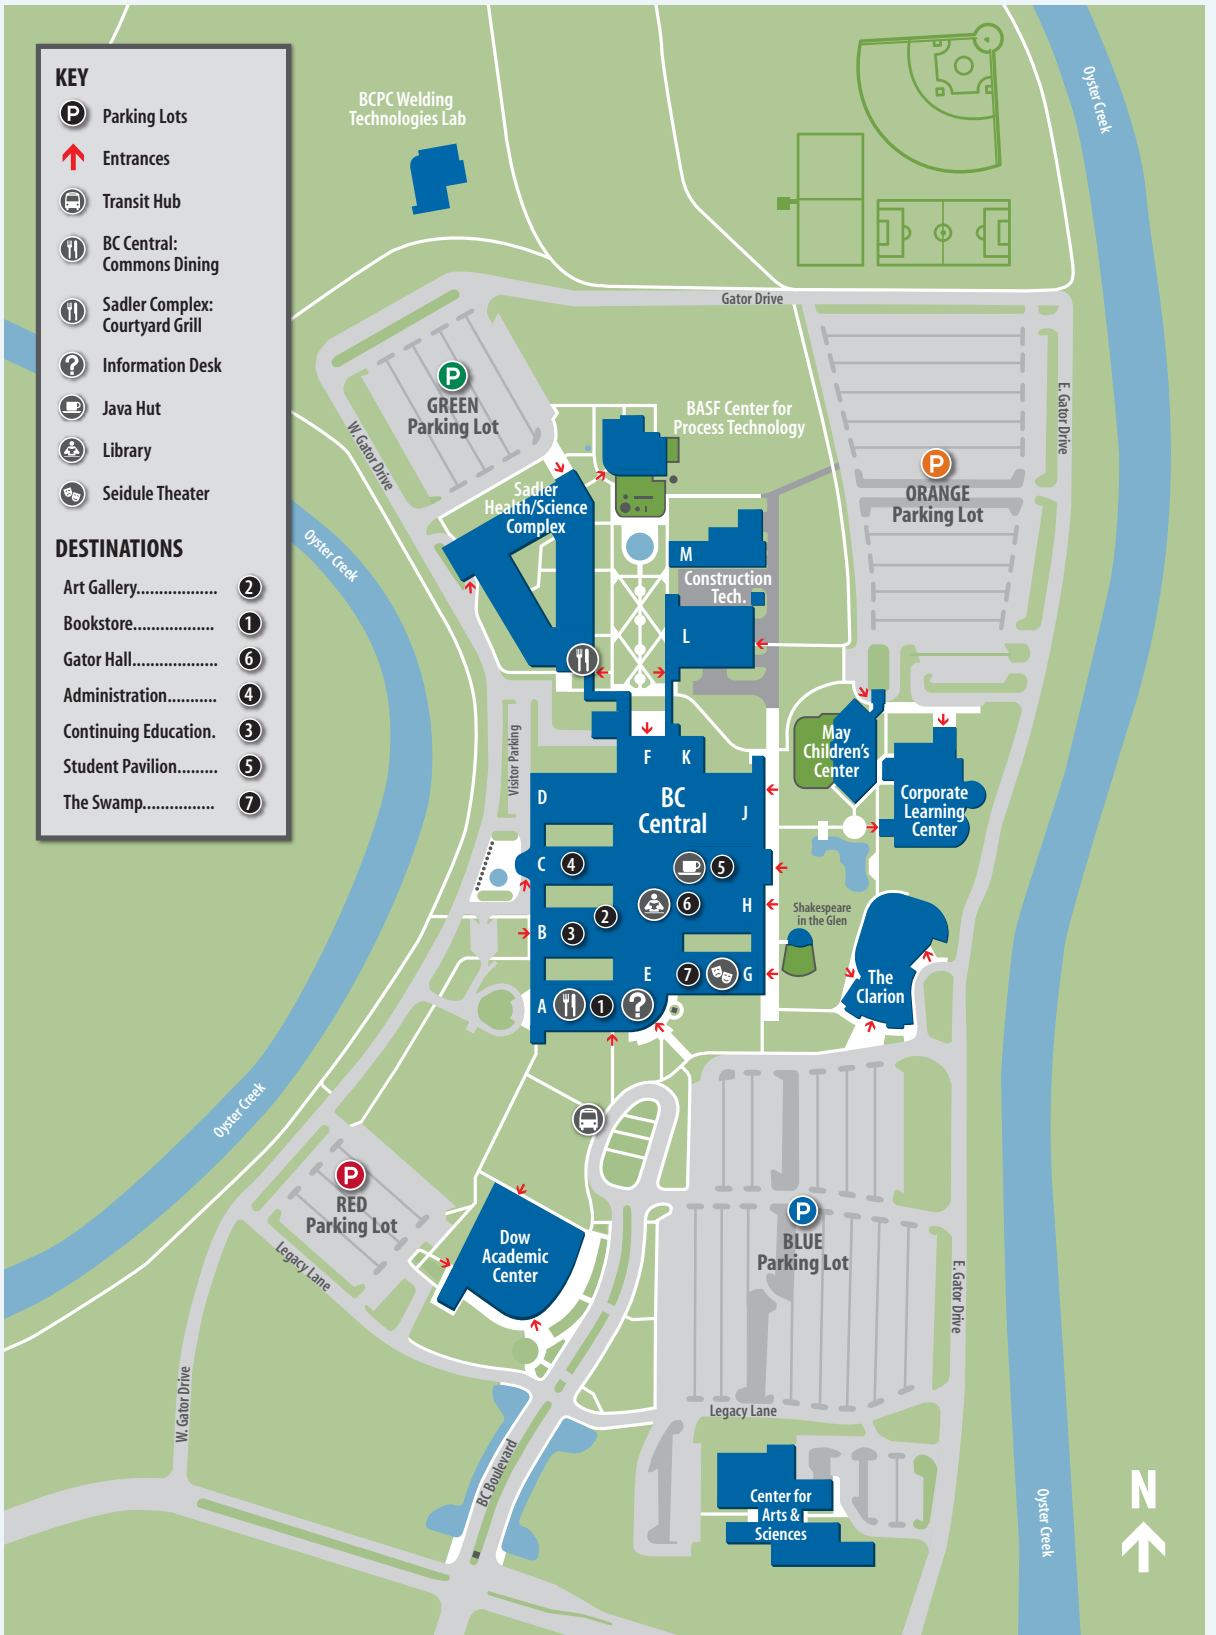 KEY
P Parking Lots
Entrances
Transit Hub
BC Central:
Commons Dining
Sadler Complex:
Courtyard Grill
? Information Desk
Java Hut
Library
Seidule Theater
DESTINATIONS
Art Gallery.................. 2
Bookstore................. 1
Gator Hall................... 6
Administration........... 4
Continuing Education. 3
Student Pavilion......... 5
The Swamp................ 7
BCPC Welding
Technologies Lab
Oyster Creek
Gator Drive
P
GREEN
Parking Lot
W. Gator Drive
BASF Center for
Process Technology
E. Gator Drive
P
ORANGE
Parking Lot
Sadler
Health/Science
Complex
Oyster Creek
M
Construction
Tech.
L
Visitor Parking
F
K
May
Children's
Center
Corporate
Learning
Center
D
BC
Central
J
C
4
5
H
6
2
B
3
Shakespeare
in the Glen
E
7
G
The
Clarion
A
1
?
Oyster Creek
P
RED
Parking Lot
Legacy Lane
Dow
Academic
Center
P
BLUE
Parking Lot
E. Gator Drive
W. Gator Drive
Legacy Lane
BC Boulevard
Center for
Arts &
Sciences
Oyster Creek
N